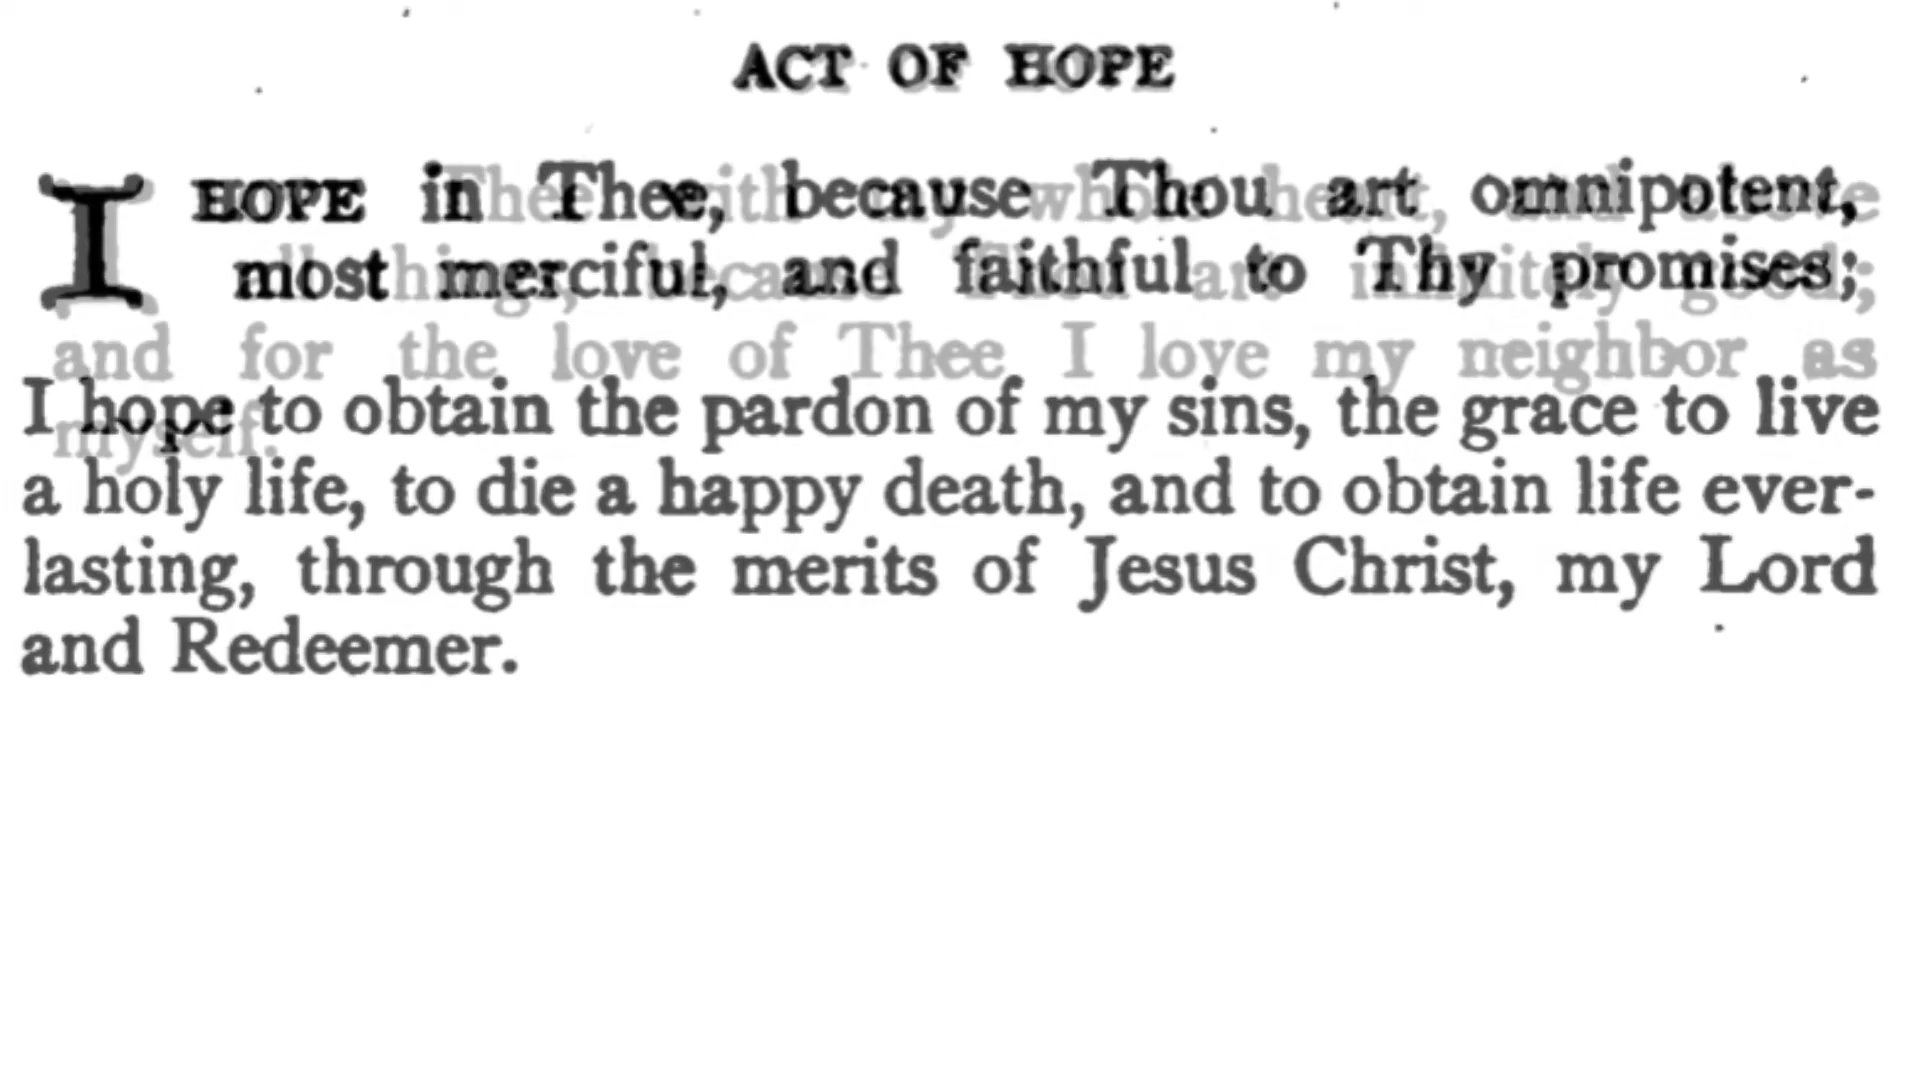 ACT OF HOPE
I HOPE in Thee, because Thou art omnipotent,
most merciful, and faithful to Thy promises;
and for the love of Thee I love my neighbor as
I hope to obtain the pardon of my sins, the grace to live
myself.
a holy life, to die a happy death, and to obtain life ever-
lasting, through the merits of Jesus Christ, my Lord
and Redeemer.